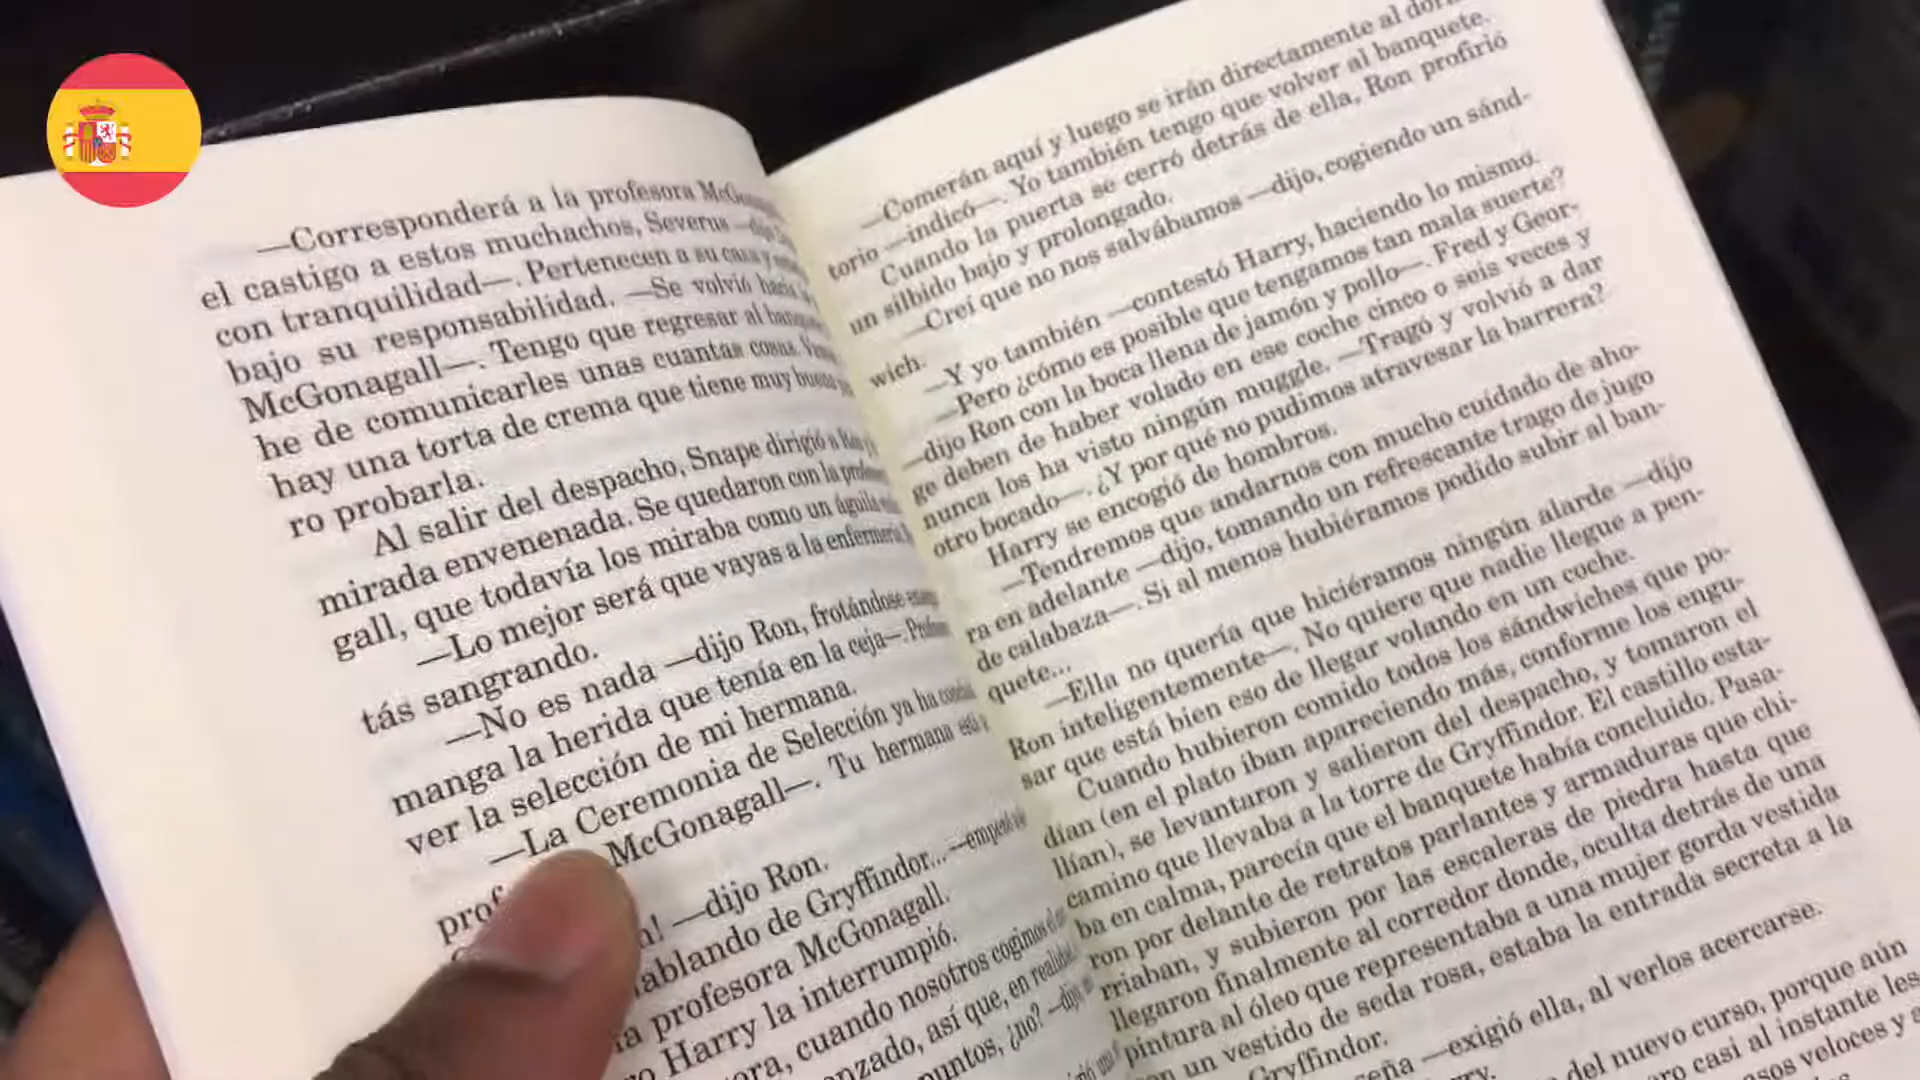 —Corresponderá a la profesora
el castigo a estos muchachos, Severus
con tranquilidad—. Pertenecen a su casa y
bajo su responsabilidad. —Se volvió hacia
McGonagall—. Tengo que regresar al
he de comunicarles unas cuantas cosas.
hay una torta de crema que tiene muy
ro probarla.
Al salir del despacho, Snape dirigió a
mirada envenenada. Se quedaron con la
gall, que todavía los miraba como un águila
—Lo mejor será que vayas a la enfermería,
tás sangrando.
—No es nada —dijo Ron, frotándose
manga la herida que tenía en la ceja—.
ver la selección de mi hermana.
—La Ceremonia de Selección ya ha
McGonagall—. Tu hermana
—dijo Ron.
de Gryffindor... —empezó
profesora McGonagall.
Harry la interrumpió.
cuando nosotros cogimos el
así que, en
puntos, ¿no?
—Comerán aquí y luego se irán directamente al
torio —indicó—. Yo también tengo que volver al banquete.
Cuando la puerta se cerró detrás de ella, Ron profirió
un silbido bajo y prolongado.
—Creí que no nos salvábamos —dijo, cogiendo un sánd-
wich.
—Y yo también —contestó Harry, haciendo lo mismo.
—Pero ¿cómo es posible que tengamos tan mala suerte?
—dijo Ron con la boca llena de jamón y pollo—. Fred y Geor-
ge deben de haber volado en ese coche cinco o seis veces y
nunca los ha visto ningún muggle. —Tragó y volvió a dar
otro bocado—. ¿Y por qué no pudimos atravesar la barrera?
Harry se encogió de hombros.
—Tendremos que andarnos con mucho cuidado de aho-
ra en adelante —dijo, tomando un refrescante trago de jugo
de calabaza—. Si al menos hubiéramos podido subir al ban-
quete...
—Ella no quería que hiciéramos ningún alarde —dijo
Ron inteligentemente—. No quiere que nadie llegue a pen-
sar que está bien eso de llegar volando en un coche.
Cuando hubieron comido todos los sándwiches que po-
dían (en el plato iban apareciendo más, conforme los engu-
llían), se levantaron y salieron del despacho, y tomaron el
camino que llevaba a la torre de Gryffindor. El castillo esta-
ba en calma, parecía que el banquete había concluido. Pasa-
ron por delante de retratos parlantes y armaduras que chi-
rriaban, y subieron por las escaleras de piedra hasta que
llegaron finalmente al corredor donde, oculta detrás de una
pintura al óleo que representaba a una mujer gorda vestida
un vestido de seda rosa, estaba la entrada secreta a la
Gryffindor.
—exigió ella, al verlos acercarse.
del nuevo curso, porque aún
casi al instante les
veloces y